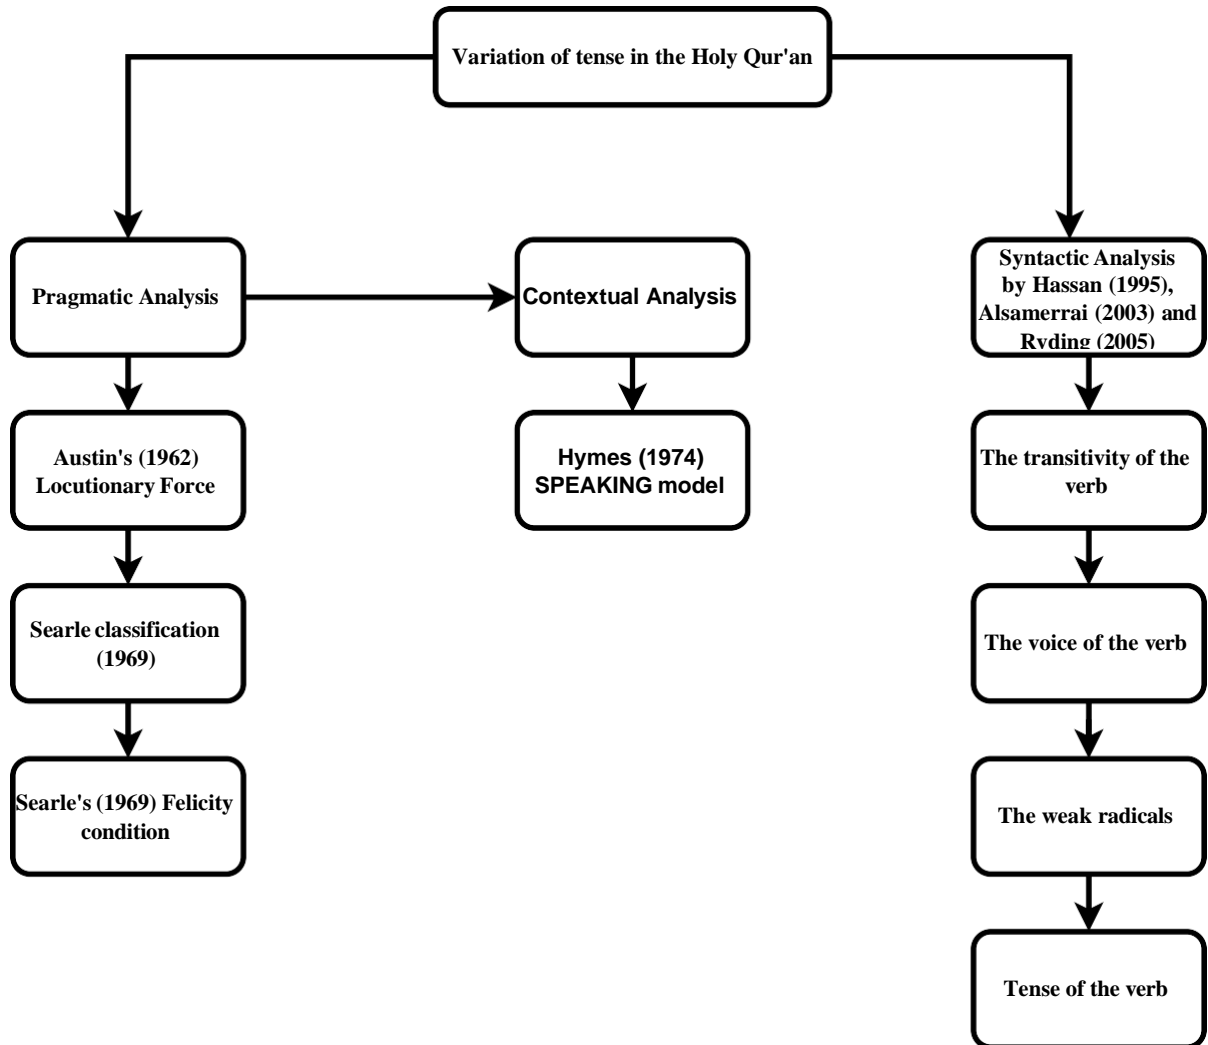 Variation of tense in the Holy Qur'an
Pragmatic Analysis
Contextual Analysis
Syntactic Analysis
by Hassan (1995),
Alsamerrai (2003) and
Ryding (2005)
Austin's (1962)
Locutionary Force
Hymes (1974)
SPEAKING model
The transitivity of the
verb
Searle classification
(1969)
The voice of the verb
Searle's (1969) Felicity
condition
The weak radicals
Tense of the verb